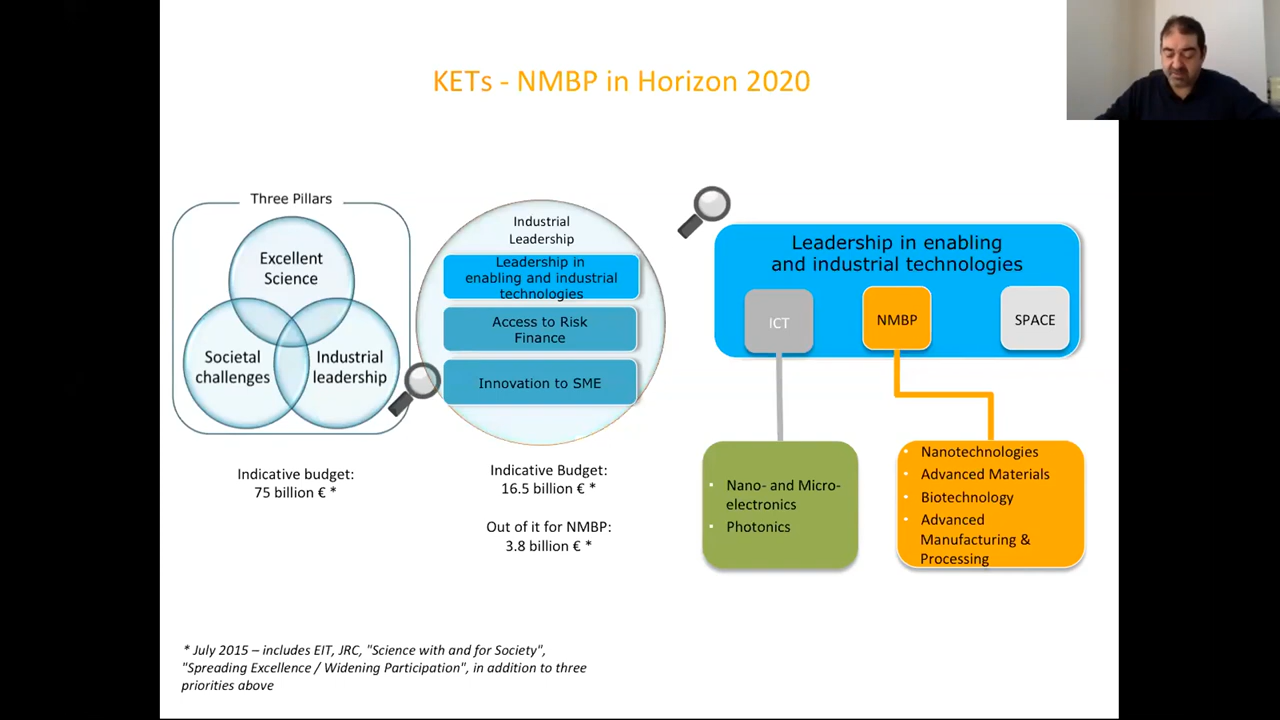 KETs - NMBP in Horizon 2020
Three Pillars
Excellent
Science
Societal
challenges
Industrial
leadership
Indicative budget:
75 billion € *
Industrial
Leadership
Leadership in
enabling and industrial
technologies
Access to Risk
Finance
Innovation to SME
Indicative Budget:
16.5 billion € *
Out of it for NMBP:
3.8 billion € *
Leadership in enabling
and industrial technologies
ICT
NMBP
SPACE
• Nano- and Micro-
electronics
• Photonics
• Nanotechnologies
• Advanced Materials
• Biotechnology
• Advanced
Manufacturing &
Processing
* July 2015 – includes EIT, JRC, "Science with and for Society",
"Spreading Excellence / Widening Participation", in addition to three
priorities above